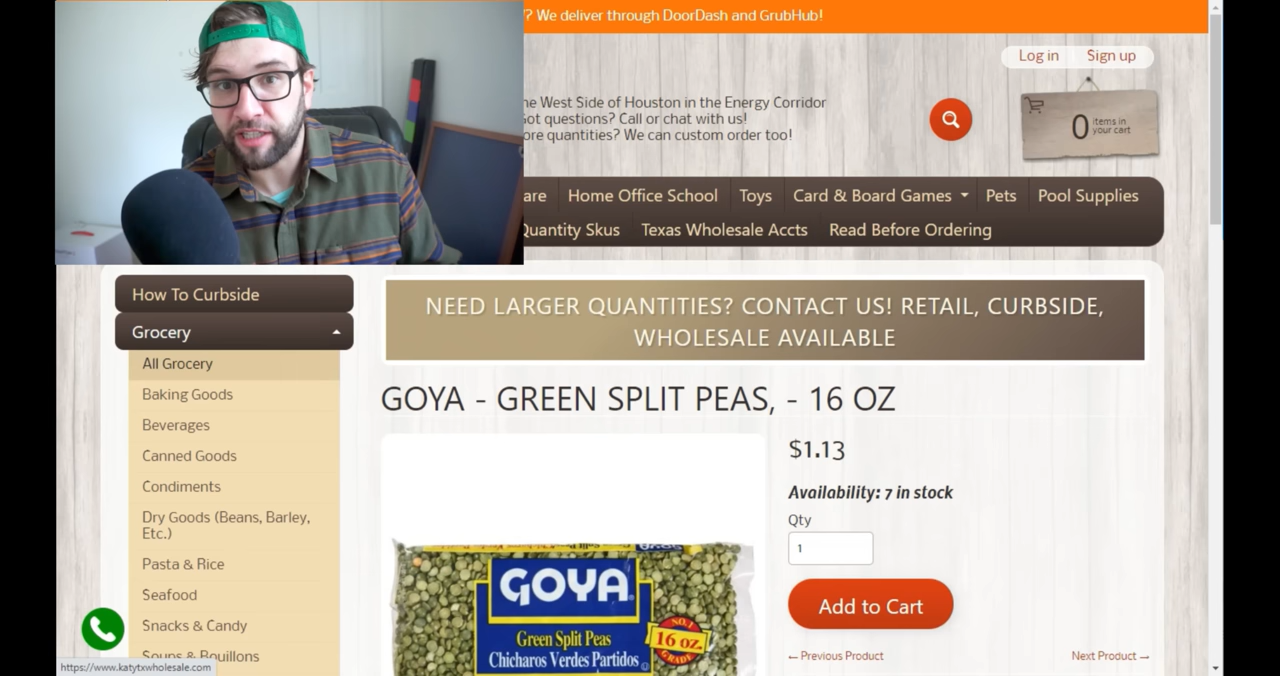 ? We deliver through DoorDash and GrubHub!
Log in
Sign up
he West Side of Houston in the Energy Corridor
Got questions? Call or chat with us!
ore quantities? We can custom order too!
0 items in
your cart
are
Home Office School
Toys
Card & Board Games
Pets
Pool Supplies
Quantity Skus
Texas Wholesale Accts
Read Before Ordering
How To Curbside
Grocery
All Grocery
Baking Goods
Beverages
Canned Goods
Condiments
Dry Goods (Beans, Barley,
Etc.)
Pasta & Rice
Seafood
Snacks & Candy
Soups & Bouillons
https://www.katytxwholesale.com
NEED LARGER QUANTITIES? CONTACT US! RETAIL, CURBSIDE,
WHOLESALE AVAILABLE
GOYA - GREEN SPLIT PEAS, - 16 OZ
$1.13
Availability: 7 in stock
Qty
1
Add to Cart
←Previous Product
Next Product→
GOYA
Green Split Peas
Chicharos Verdes Partidos
NO.1
16 oz.
GRADE